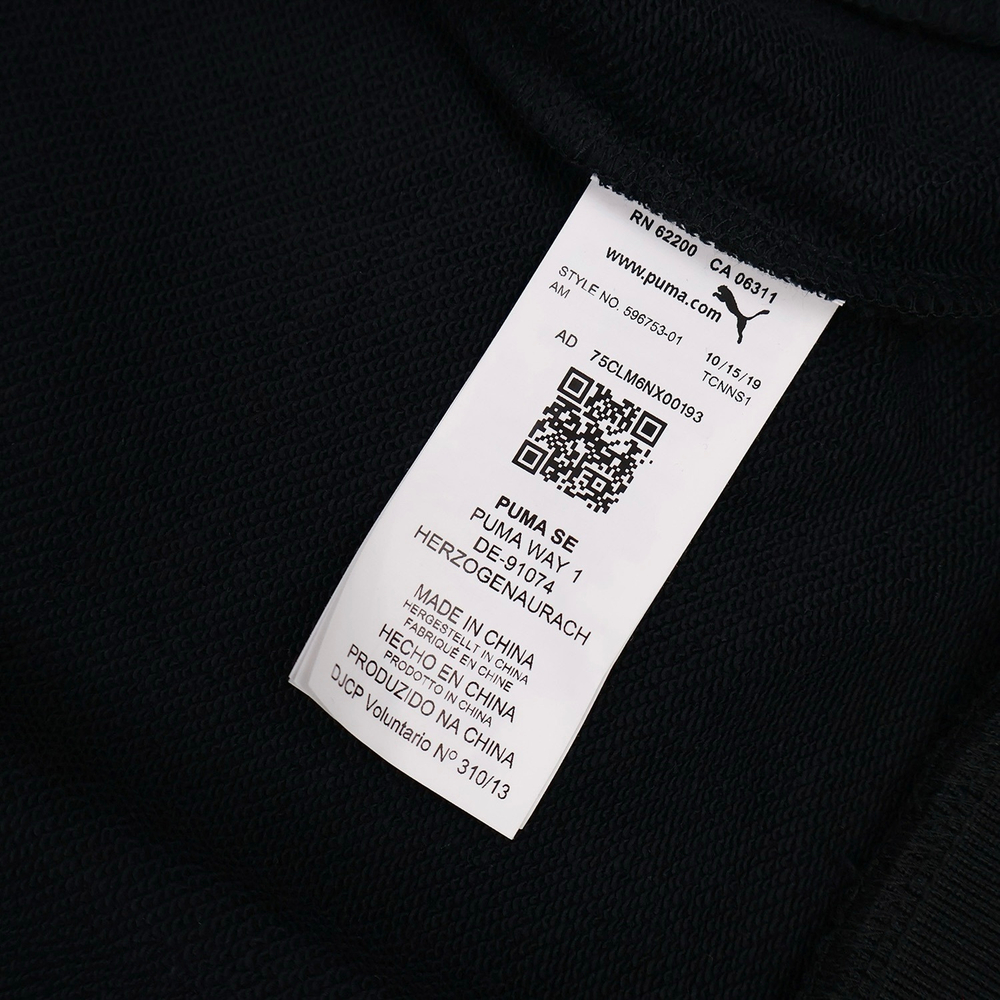 RN 62200 CA 06311
www.puma.com
STYLE NO. 596753-01 10/15/19
AM TCNNS1
AD 75CLM6NX00193
PUMA SE
PUMA WAY 1
DE-91074
HERZOGENAURACH
MADE IN CHINA
HERGESTELLT IN CHINA
FABRIQUÉ EN CHINE
HECHO EN CHINA
PRODOTTO IN CHINA
PRODUZIDO NA CHINA
DJCP Voluntario Nº 310/13